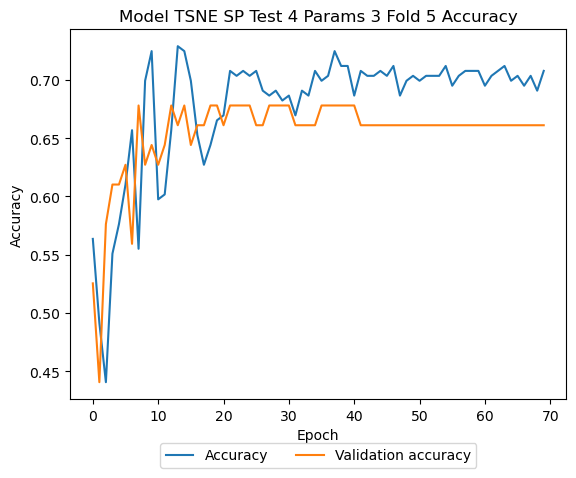 Model TSNE SP Test 4 Params 3 Fold 5 Accuracy
Accuracy
0.70
0.65
0.60
0.55
0.50
0.45
0 10 20 30 40 50 60 70
Epoch
Accuracy Validation accuracy